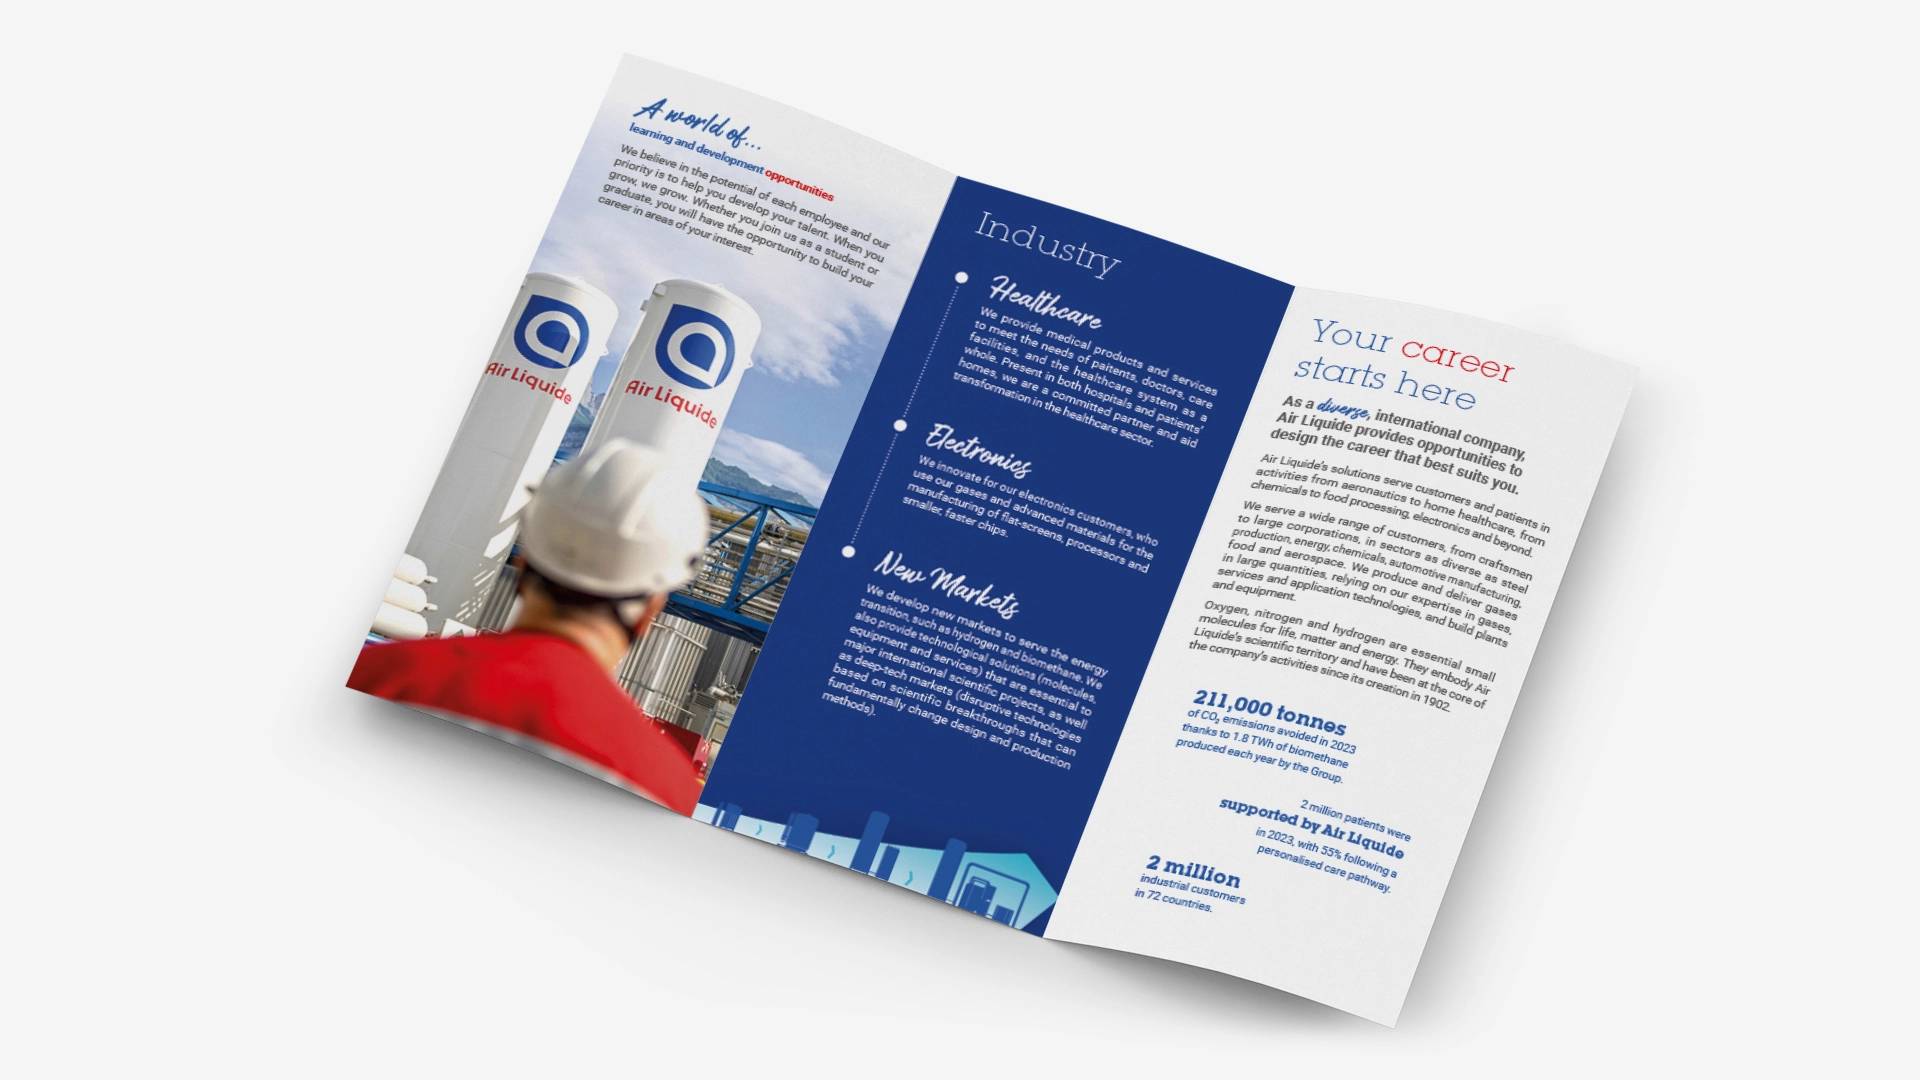 A world of...
learning and development opportunities
We believe in the potential of each employee and our
priority is to help you develop your talent. When you
grow, we grow. Whether you join us as a student or
graduate, you will have the opportunity to build your
career in areas of your interest.
Air Liquide
Air Liquide
Industry
Healthcare
We provide medical products and services
to meet the needs of paitents, doctors, care
facilities, and the healthcare system as a
whole. Present in both hospitals and patients'
homes, we are a committed partner and aid
transformation in the healthcare sector.
Electronics
We innovate for our electronics customers, who
use our gases and advanced materials for the
manufacturing of flat-screens, processors and
smaller, faster chips.
New Markets
We develop new markets to serve the energy
transition, such as hydrogen and biomethane. We
also provide technological solutions (molecules,
equipment and services) that are essential to
major international scientific projects, as well
as deep-tech markets (disruptive technologies
based on scientific breakthroughs that can
fundamentally change design and production
methods).
Your career
starts here
As a diverse, international company,
Air Liquide provides opportunities to
design the career that best suits you.
Air Liquide's solutions serve customers and patients in
activities from aeronautics to home healthcare, from
chemicals to food processing, electronics and beyond.
We serve a wide range of customers, from craftsmen
to large corporations, in sectors as diverse as steel
production, energy, chemicals, automotive manufacturing,
food and aerospace. We produce and deliver gases
in large quantities, relying on our expertise in gases,
services and application technologies, and build plants
and equipment.
Oxygen, nitrogen and hydrogen are essential small
molecules for life, matter and energy. They embody Air
Liquide's scientific territory and have been at the core of
the company's activities since its creation in 1902.
211,000 tonnes
of CO₂ emissions avoided in 2023
thanks to 1.8 TWh of biomethane
produced each year by the Group.
2 million patients were
supported by Air Liquide
in 2023, with 55% following a
personalised care pathway.
2 million
industrial customers
in 72 countries.